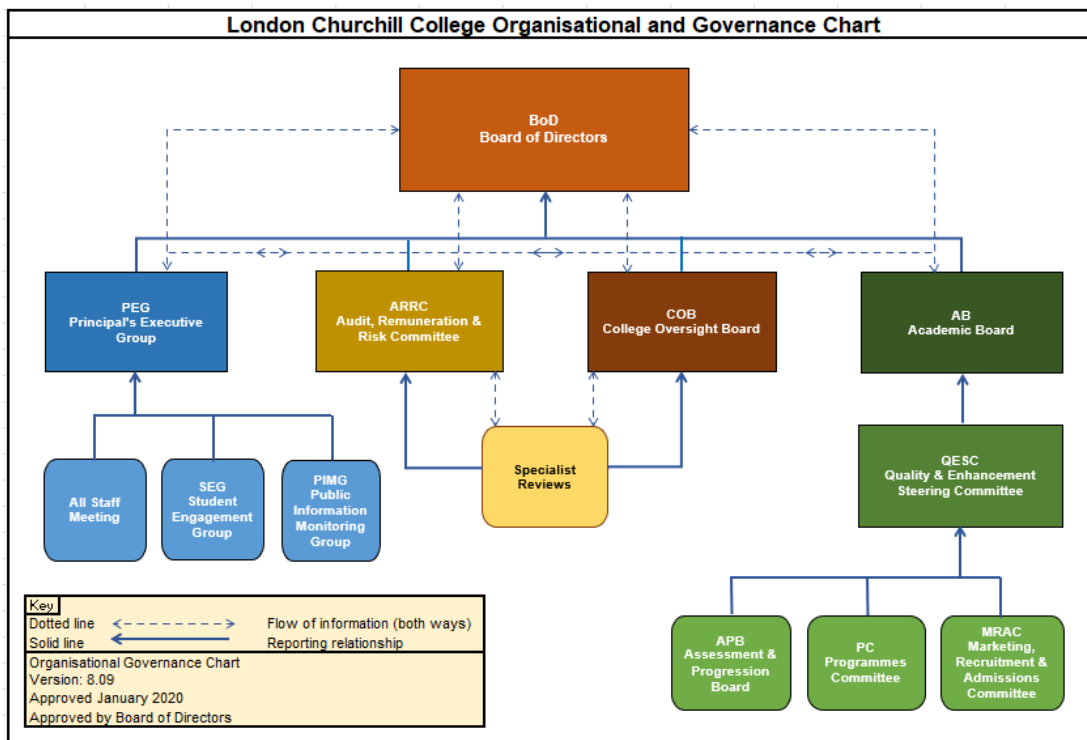 London Churchill College Organisational and Governance Chart
BoD
Board of Directors
PEG
Principal's Executive
Group
ARRC
Audit, Remuneration &
Risk Committee
COB
College Oversight Board
AB
Academic Board
All Staff
Meeting
SEG
Student
Engagement
Group
PIMG
Public
Information
Monitoring
Group
Specialist
Reviews
QESC
Quality & Enhancement
Steering Committee
APB
Assessment &
Progression
Board
PC
Programmes
Committee
MRAC
Marketing,
Recruitment &
Admissions
Committee
Key
Dotted line Flow of information (both ways)
Solid line Reporting relationship
Organisational Governance Chart
Version: 8.09
Approved January 2020
Approved by Board of Directors